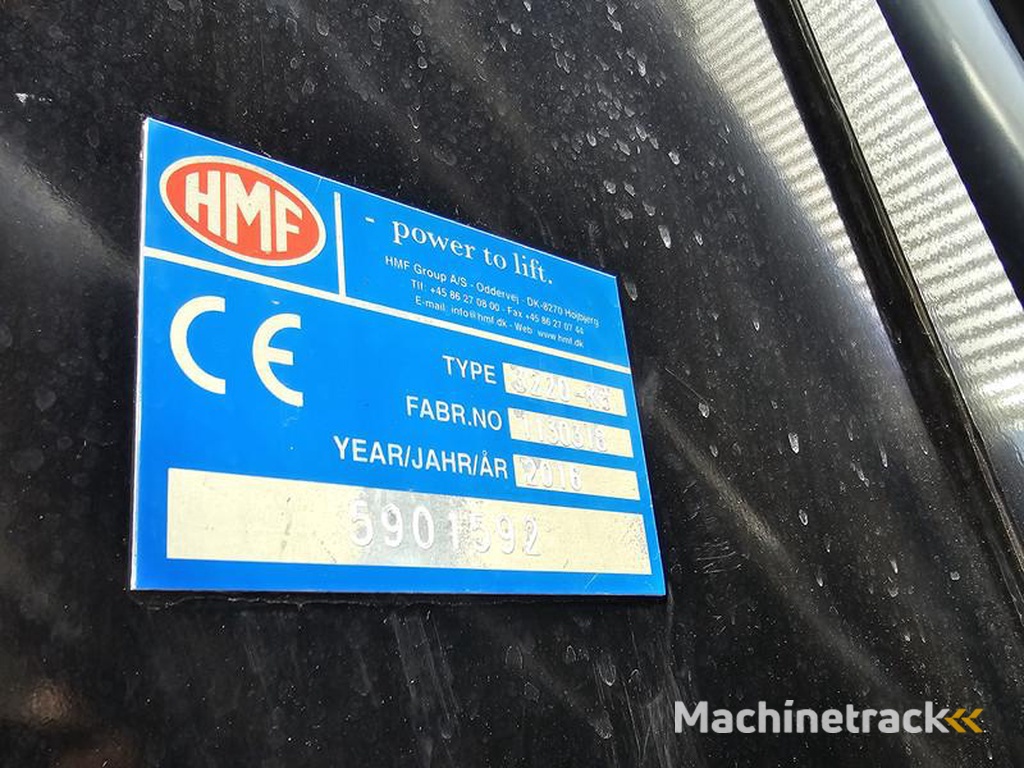 HMF
- power to lift.
HMF Group A/S - Oddervej - DK-8270 Højbjerg
Tlf. +45 86 27 08 00 - Fax +45 86 27 07 44
E-mail: info@hmf.dk - Web: www.hmf.dk
CE
TYPE 3220-K5
FABR.NO
YEAR/JAHR/ÅR 2016
5901592
Machinetrack